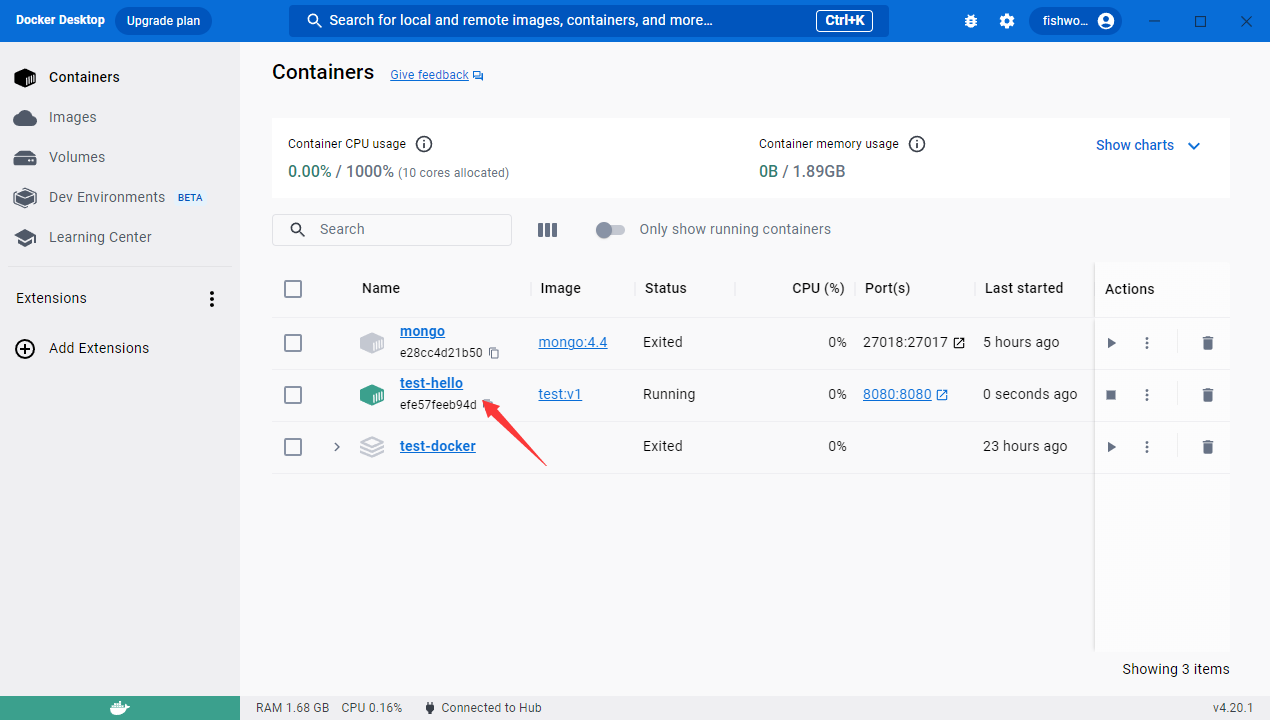 Docker Desktop Upgrade plan Search for local and remote images, containers, and more... Ctrl+K fishwo...
Containers
Images
Volumes
Dev Environments BETA
Learning Center
Extensions
Add Extensions
Containers Give feedback
Container CPU usage
0.00% / 1000% (10 cores allocated)
Container memory usage
0B / 1.89GB
Show charts
Search Only show running containers
Name Image Status CPU (%) Port(s) Last started Actions
mongo
e28cc4d21b50
mongo:4.4 Exited 0% 27018:27017 5 hours ago
test-hello
efe57feeb94d
test:v1 Running 0% 8080:8080 0 seconds ago
test-docker Exited 0% 23 hours ago
Showing 3 items
RAM 1.68 GB CPU 0.16% Connected to Hub v4.20.1